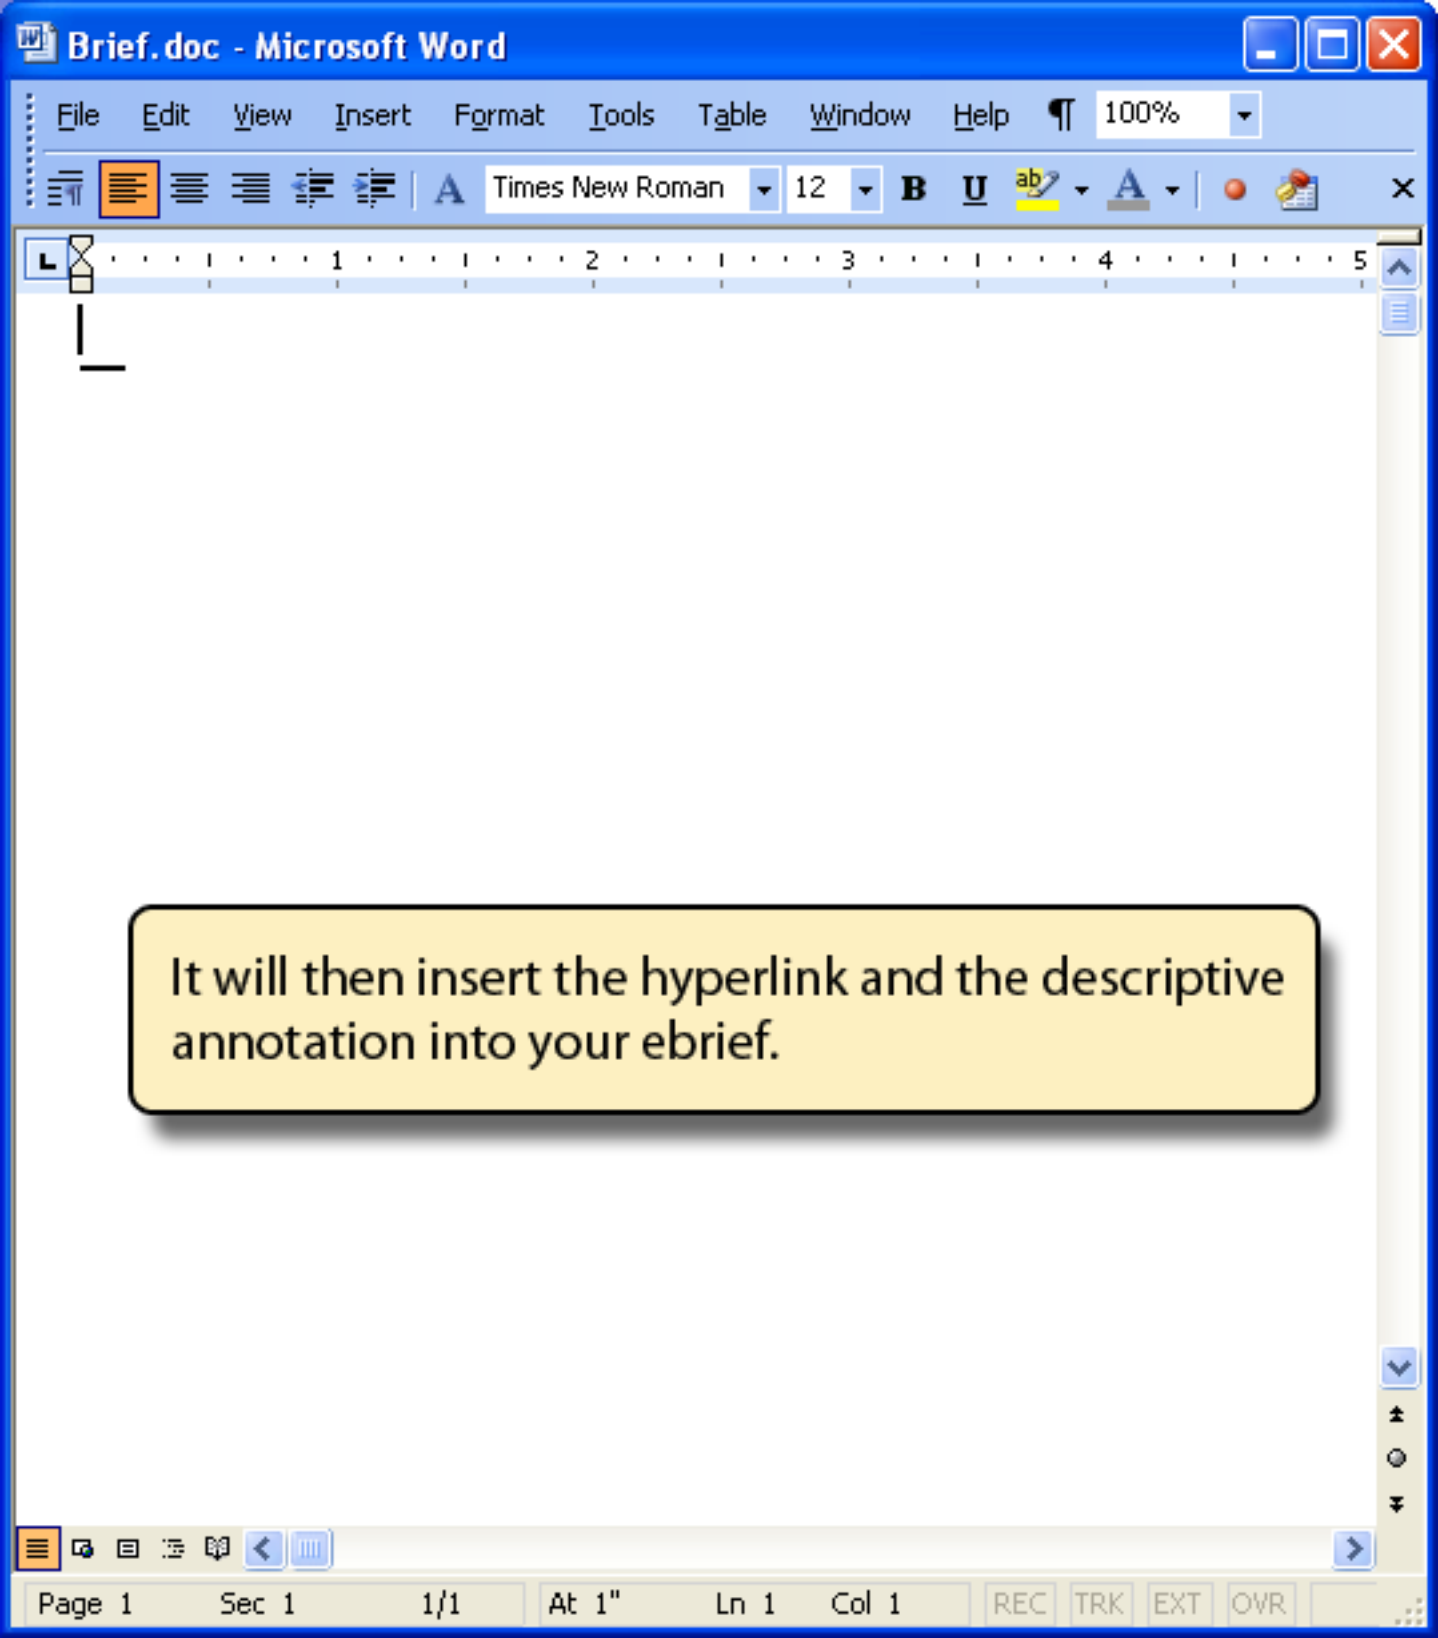 Brief.doc - Microsoft Word
File Edit View Insert Format Tools Table Window Help ¶ 100%
A Times New Roman 12 B U ab A
L 1 2 3 4 5
It will then insert the hyperlink and the descriptive
annotation into your ebrief.
Page 1 Sec 1 1/1 At 1" Ln 1 Col 1 REC TRK EXT OVR